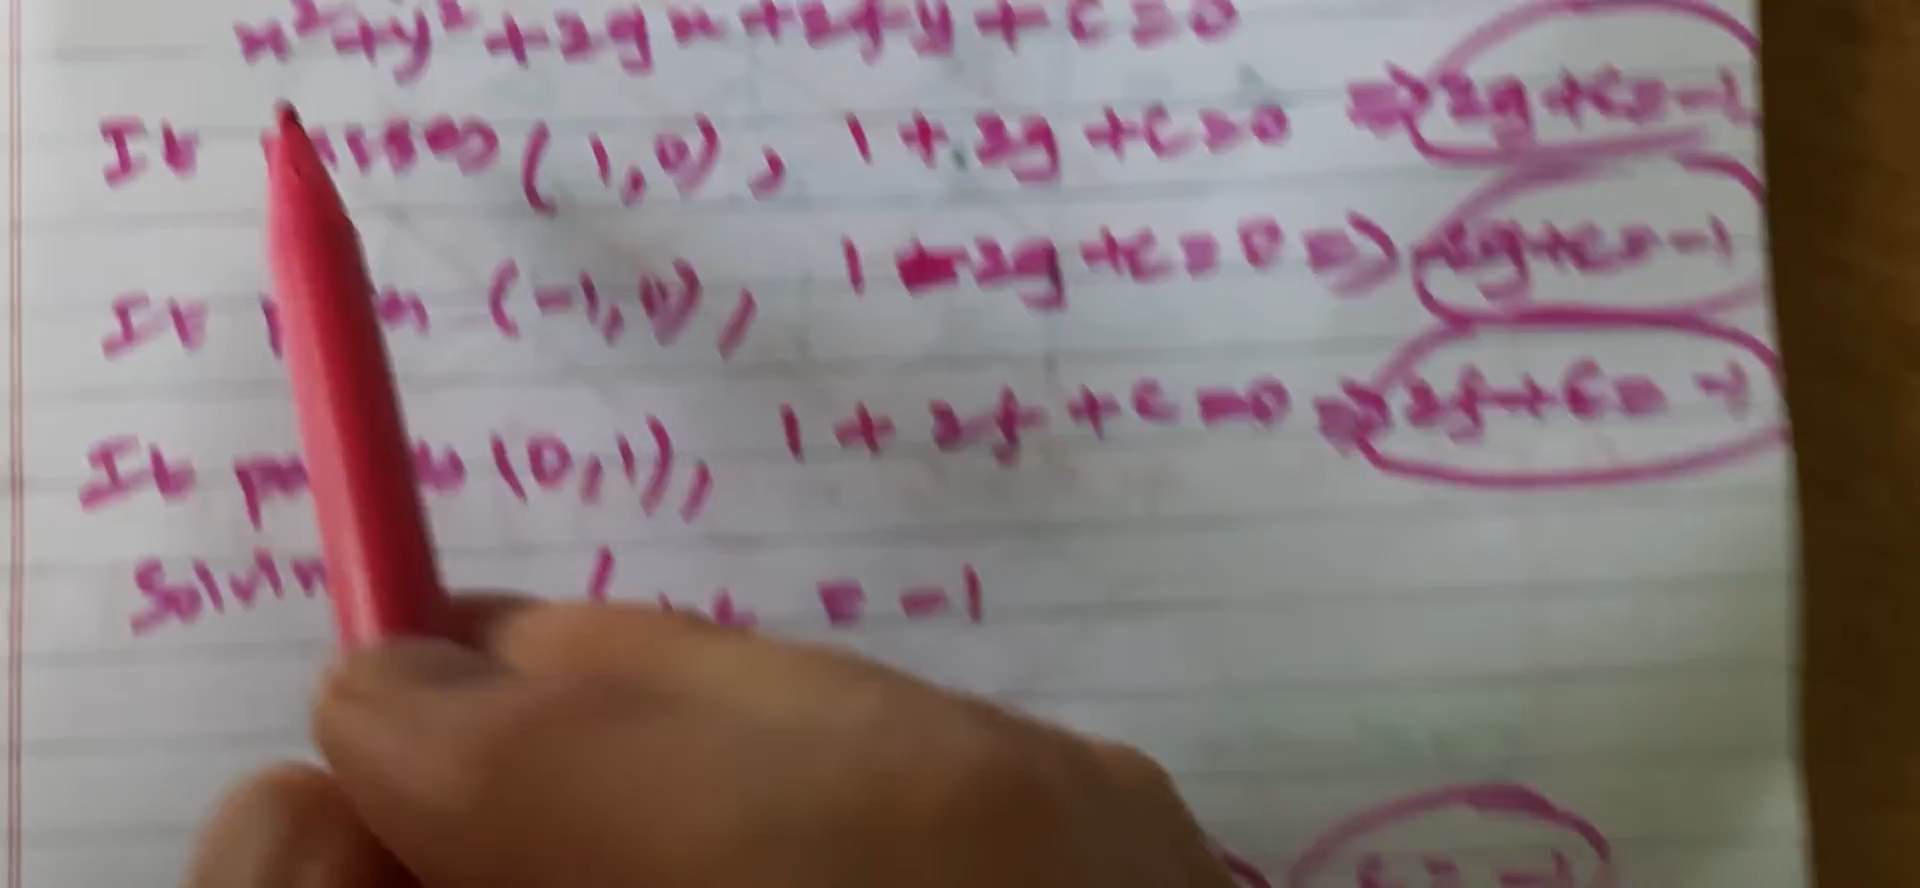 x²+y²+2gx+2fy+c=0
It passes (1,0), 1+2g+c=0 ⇒ 2g+c=-1
It (-1,0), 1-2g+c=0 ⇒ -2g+c=-1
It (0,1), 1+2f+c=0 ⇒ 2f+c=-1
= -1
c=-1